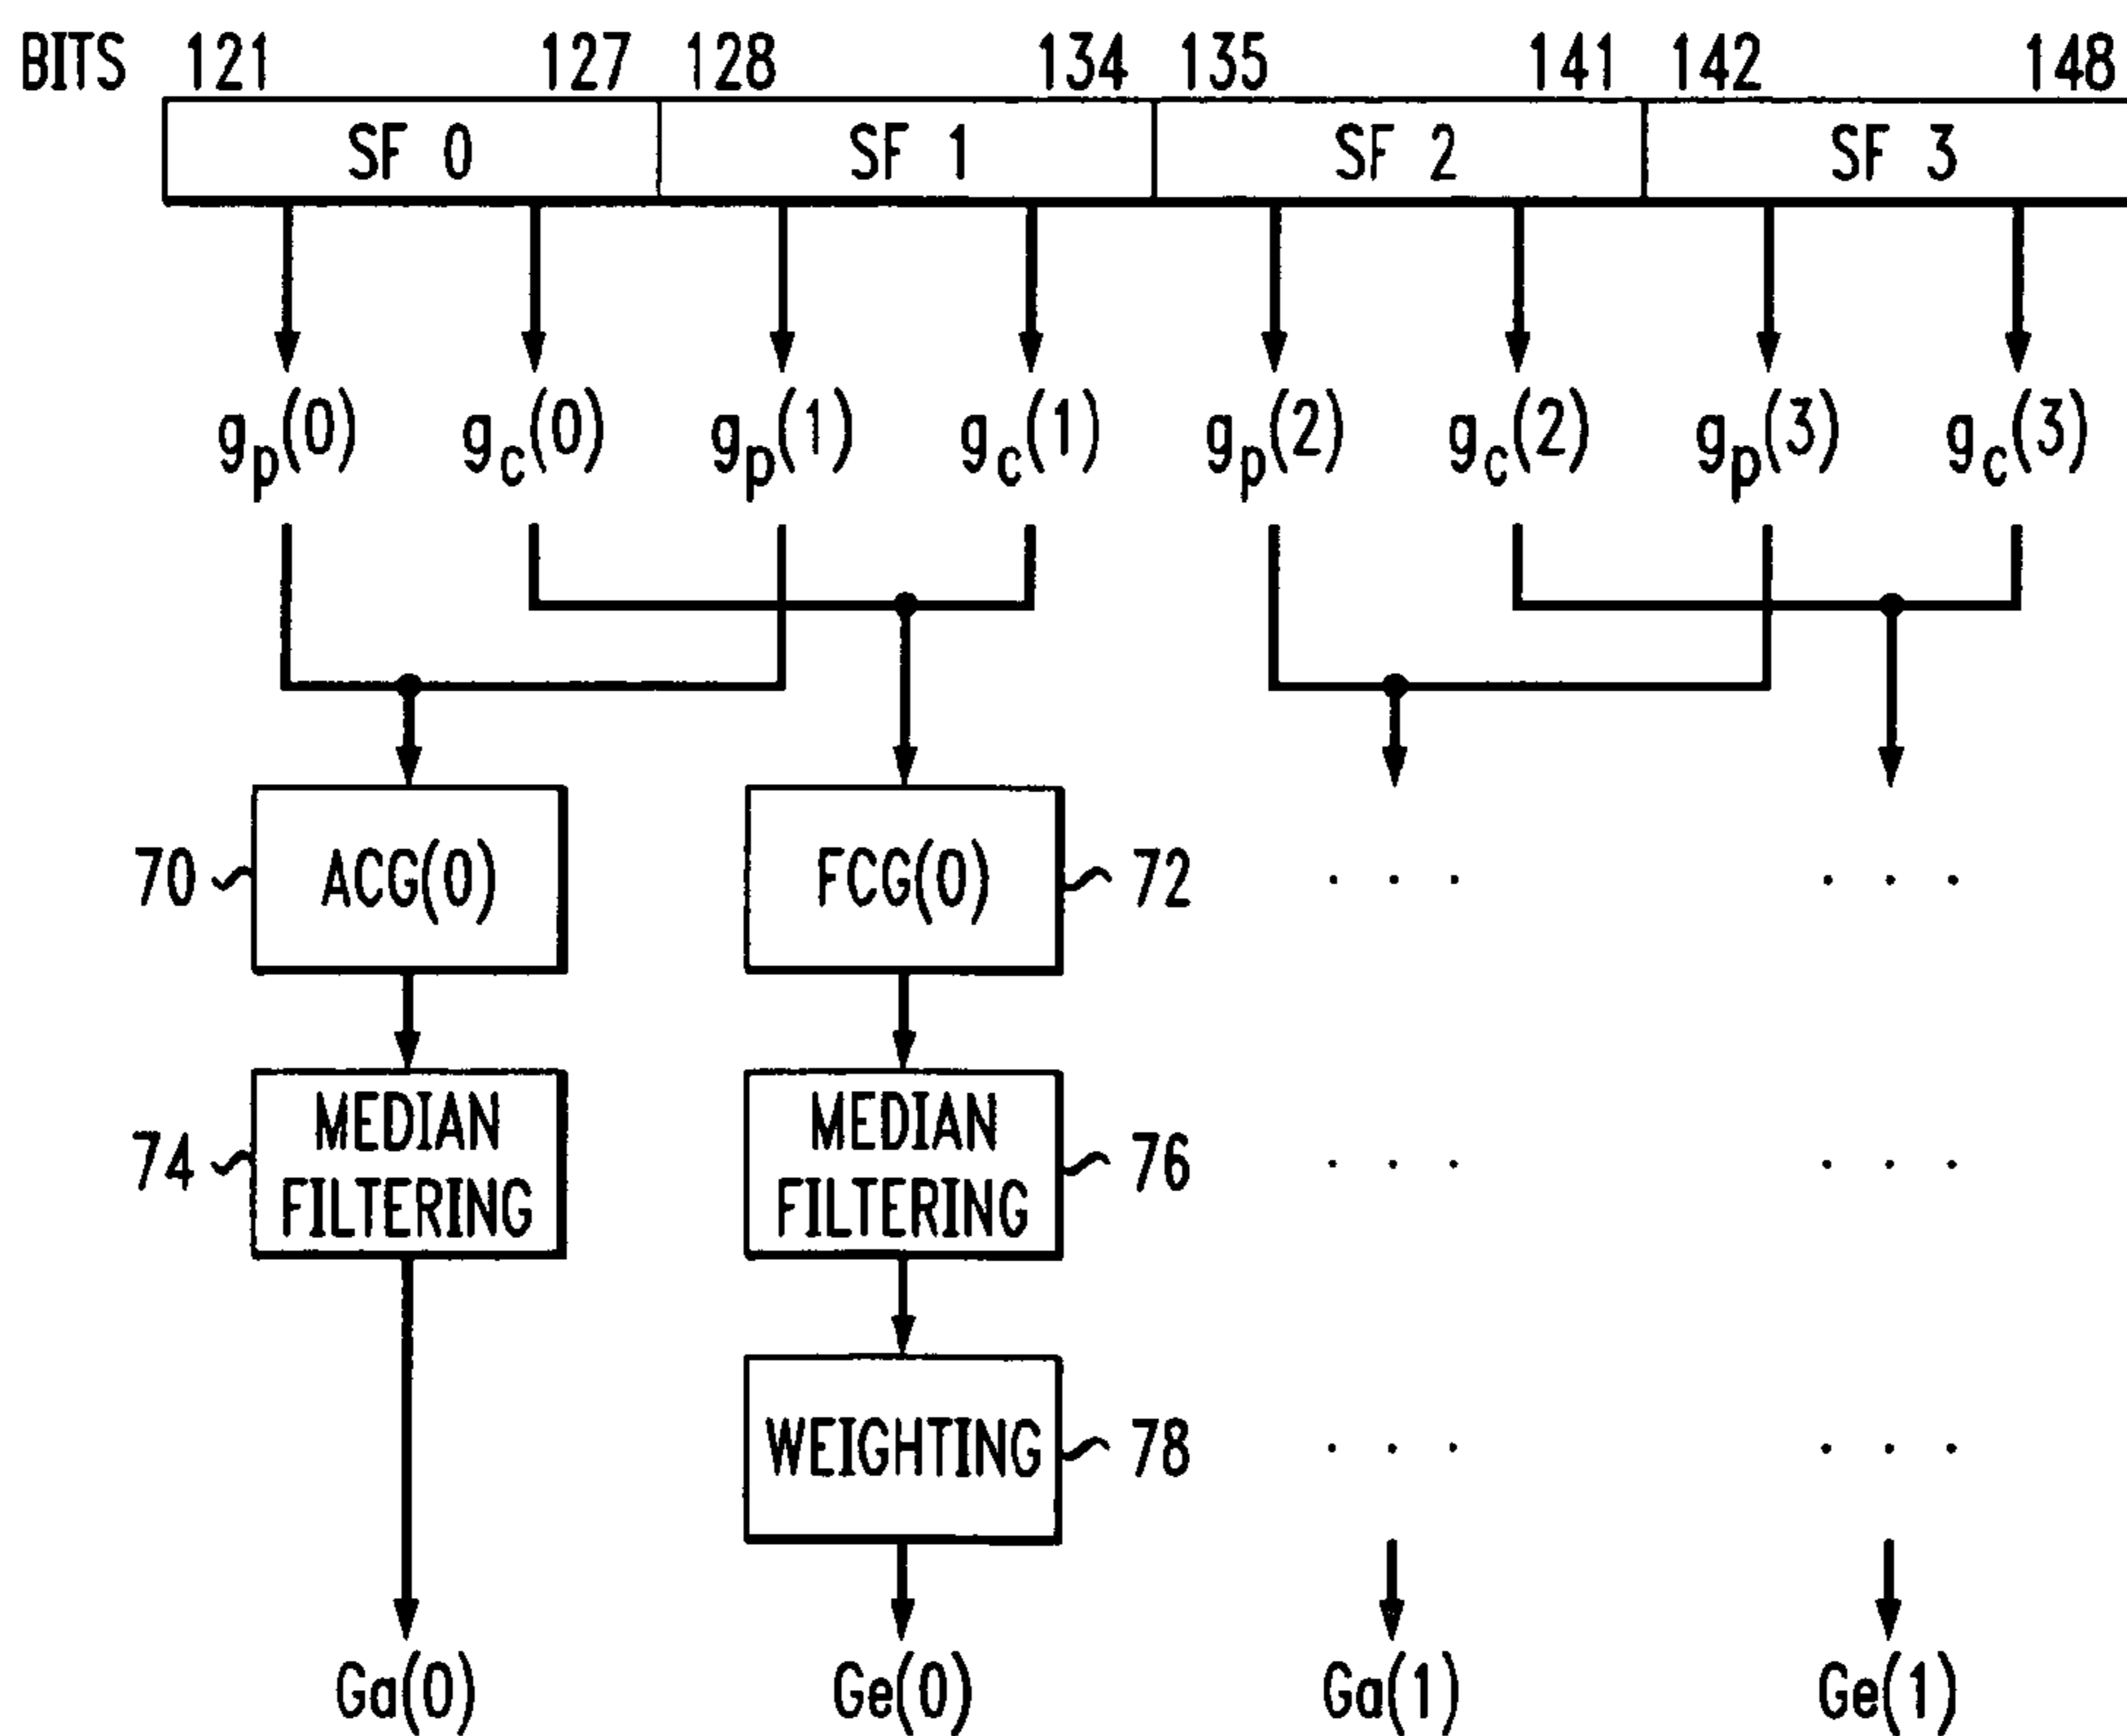 BITS 121 127 128 134 135 141 142 148
SF 0 SF 1 SF 2 SF 3
gp(0) gc(0) gp(1) gc(1) gp(2) gc(2) gp(3) gc(3)
70 ACG(0) FCG(0) 72 . . . . . .
74 MEDIAN FILTERING MEDIAN FILTERING 76 . . . . . .
WEIGHTING 78 . . . . . .
Ga(0) Ge(0) Ga(1) Ge(1)